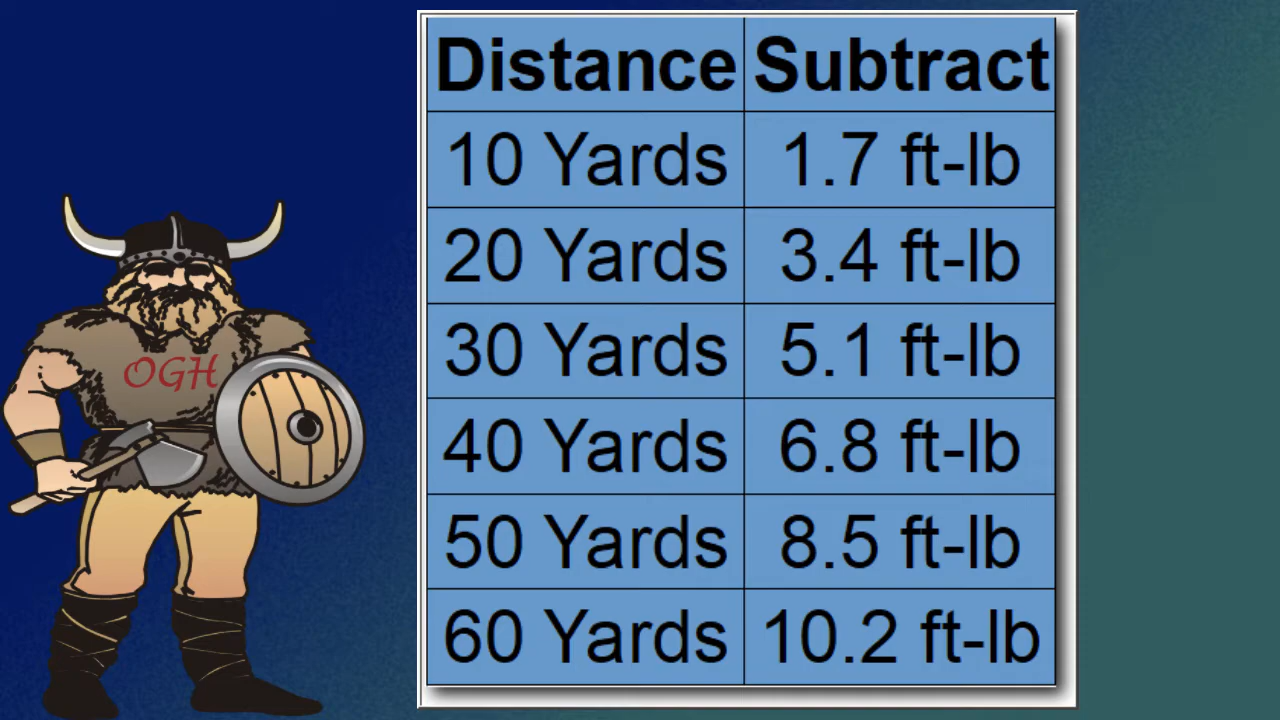 Distance Subtract
10 Yards 1.7 ft-lb
20 Yards 3.4 ft-lb
30 Yards 5.1 ft-lb
40 Yards 6.8 ft-lb
50 Yards 8.5 ft-lb
60 Yards 10.2 ft-lb
OGH